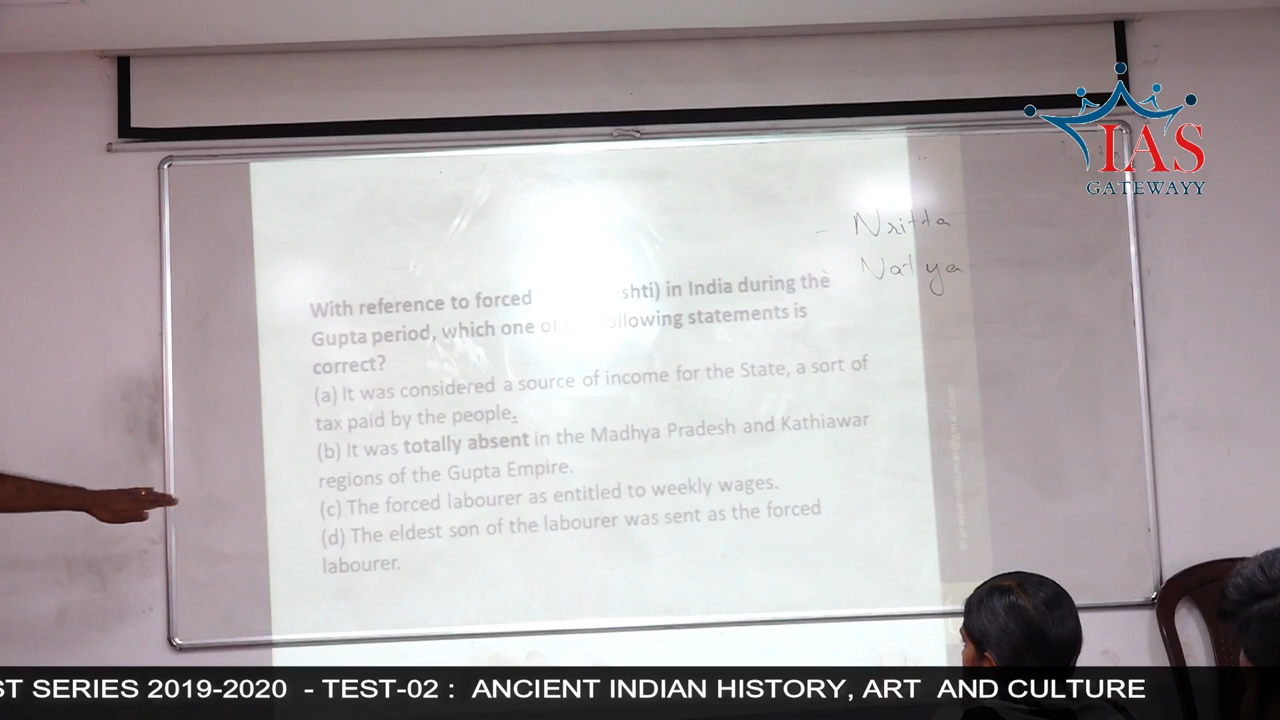 IAS
GATEWAYY
Nritta
Natya
With reference to forced shti) in India during the
Gupta period, which one of ollowing statements is
correct?
(a) It was considered a source of income for the State, a sort of
tax paid by the people.
(b) It was totally absent in the Madhya Pradesh and Kathiawar
regions of the Gupta Empire.
(c) The forced labourer as entitled to weekly wages.
(d) The eldest son of the labourer was sent as the forced
labourer.
ST SERIES 2019-2020 - TEST-02 : ANCIENT INDIAN HISTORY, ART AND CULTURE